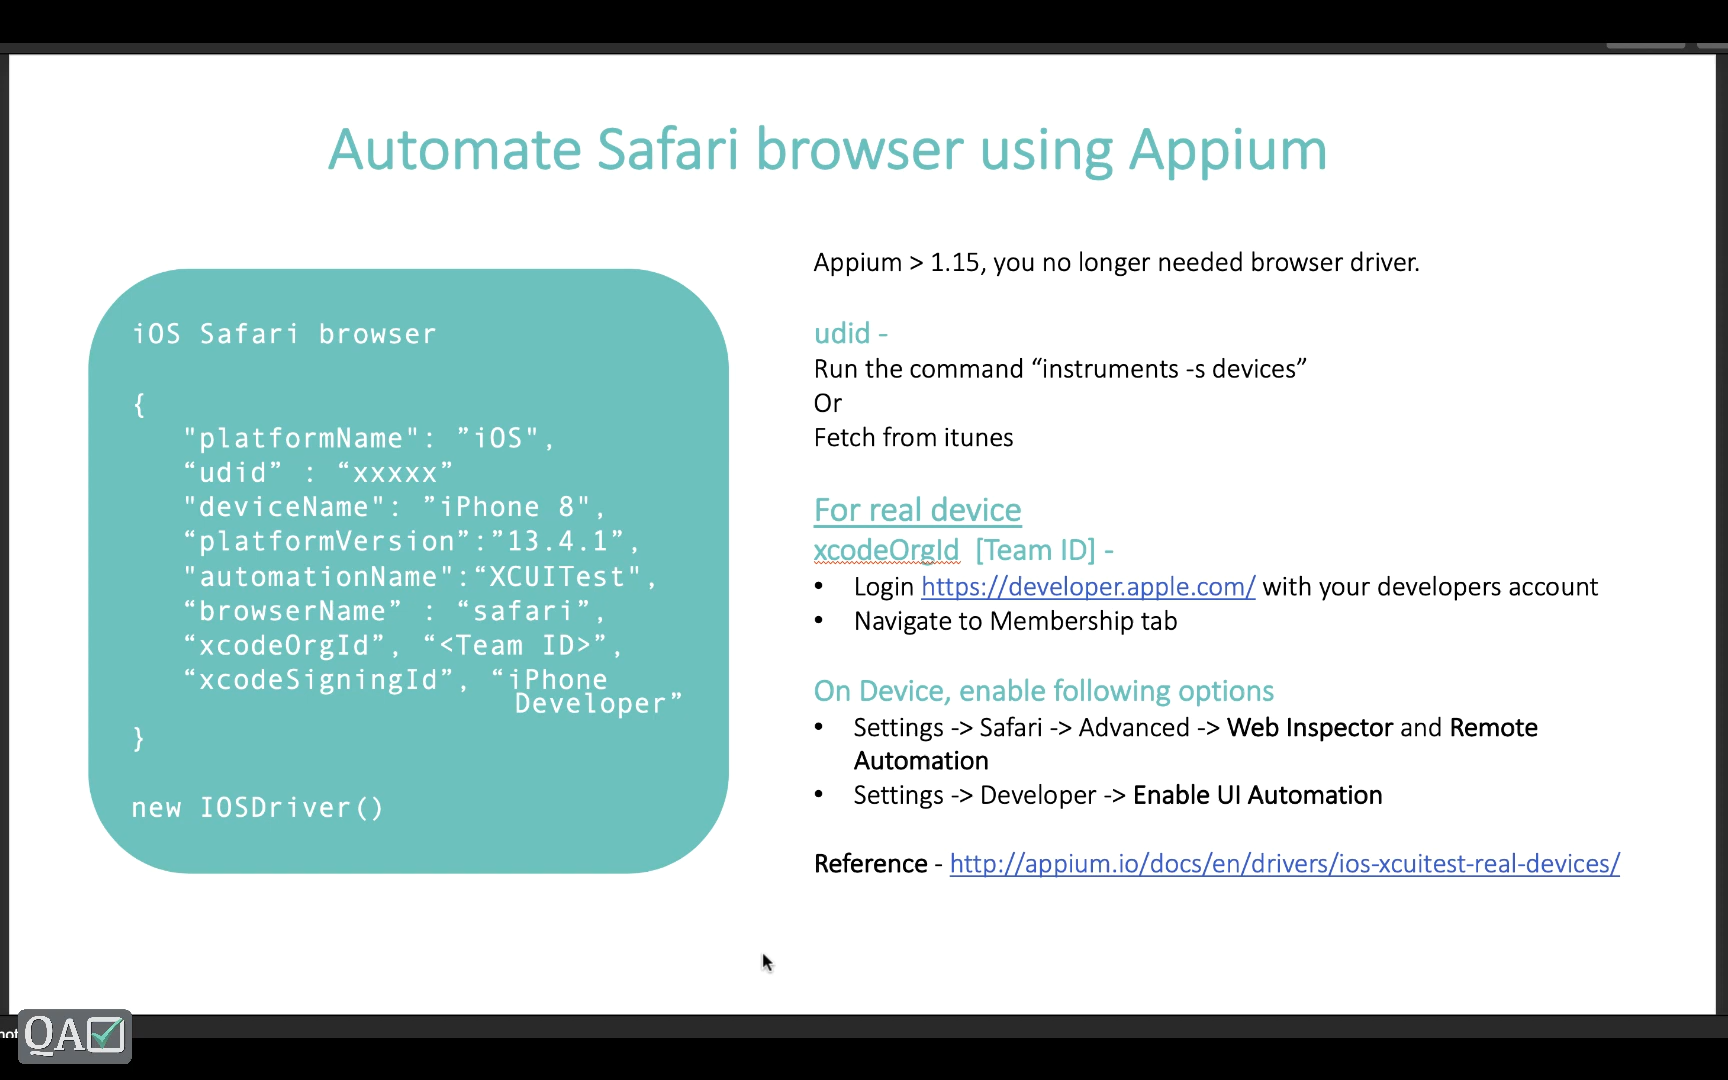 Automate Safari browser using Appium
iOS Safari browser
{
"platformName": ”iOS",
“udid” : “xxxxx”
"deviceName": ”iPhone 8",
“platformVersion”:”13.4.1”,
"automationName":“XCUITest",
“browserName” : “safari”,
“xcodeOrgId”, “<Team ID>”,
“xcodeSigningId”, “iPhone
Developer”
}
new IOSDriver()
Appium > 1.15, you no longer needed browser driver.
udid -
Run the command “instruments -s devices”
Or
Fetch from itunes
For real device
xcodeOrgId [Team ID] -
• Login https://developer.apple.com/ with your developers account
• Navigate to Membership tab
On Device, enable following options
• Settings -> Safari -> Advanced -> Web Inspector and Remote
Automation
• Settings -> Developer -> Enable UI Automation
Reference - http://appium.io/docs/en/drivers/ios-xcuitest-real-devices/
QA